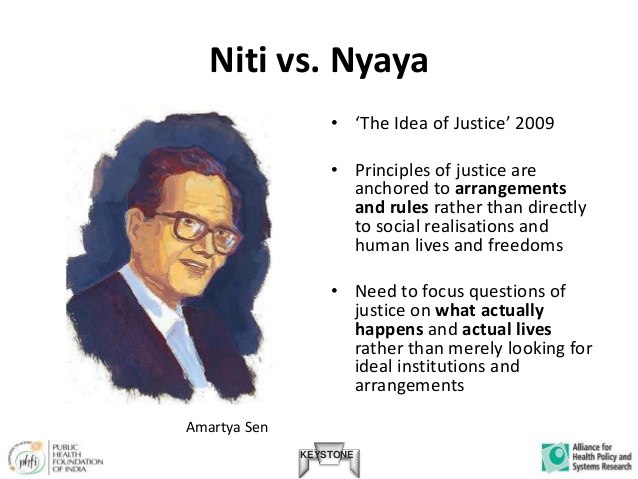 Niti vs. Nyaya
• ‘The Idea of Justice’ 2009
• Principles of justice are
anchored to arrangements
and rules rather than directly
to social realisations and
human lives and freedoms
• Need to focus questions of
justice on what actually
happens and actual lives
rather than merely looking for
ideal institutions and
arrangements
Amartya Sen
phfi
PUBLIC
HEALTH
FOUNDATION
OF INDIA
KEYSTONE
Alliance for
Health Policy and
Systems Research